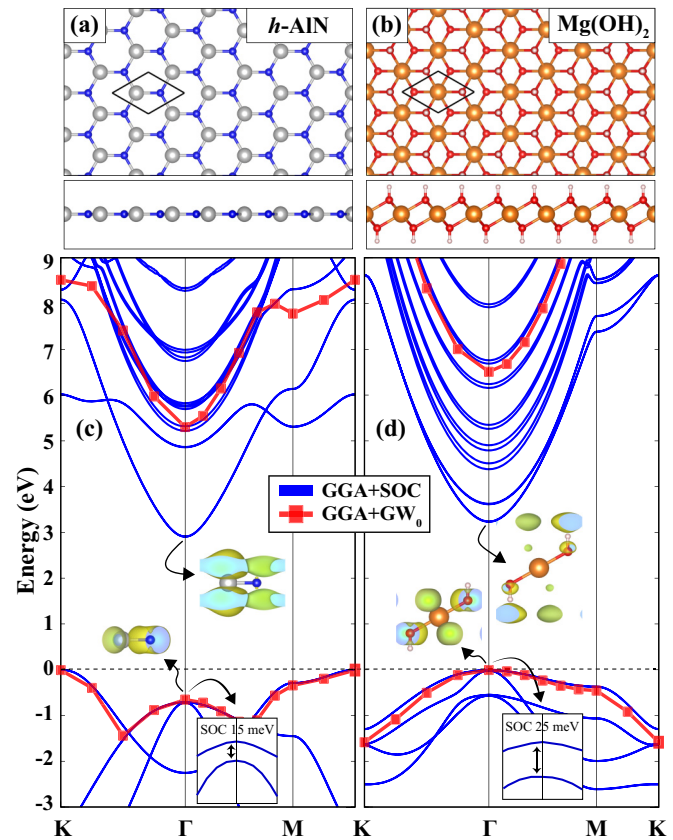 (a) h-AlN
(b) Mg(OH)₂
9
8
7
6
5
4
3
2
1
0
-1
-2
-3
Energy (eV)
(c)
(d)
GGA+SOC
GGA+GW₀
SOC 15 meV
SOC 25 meV
K Γ M K
K Γ M K